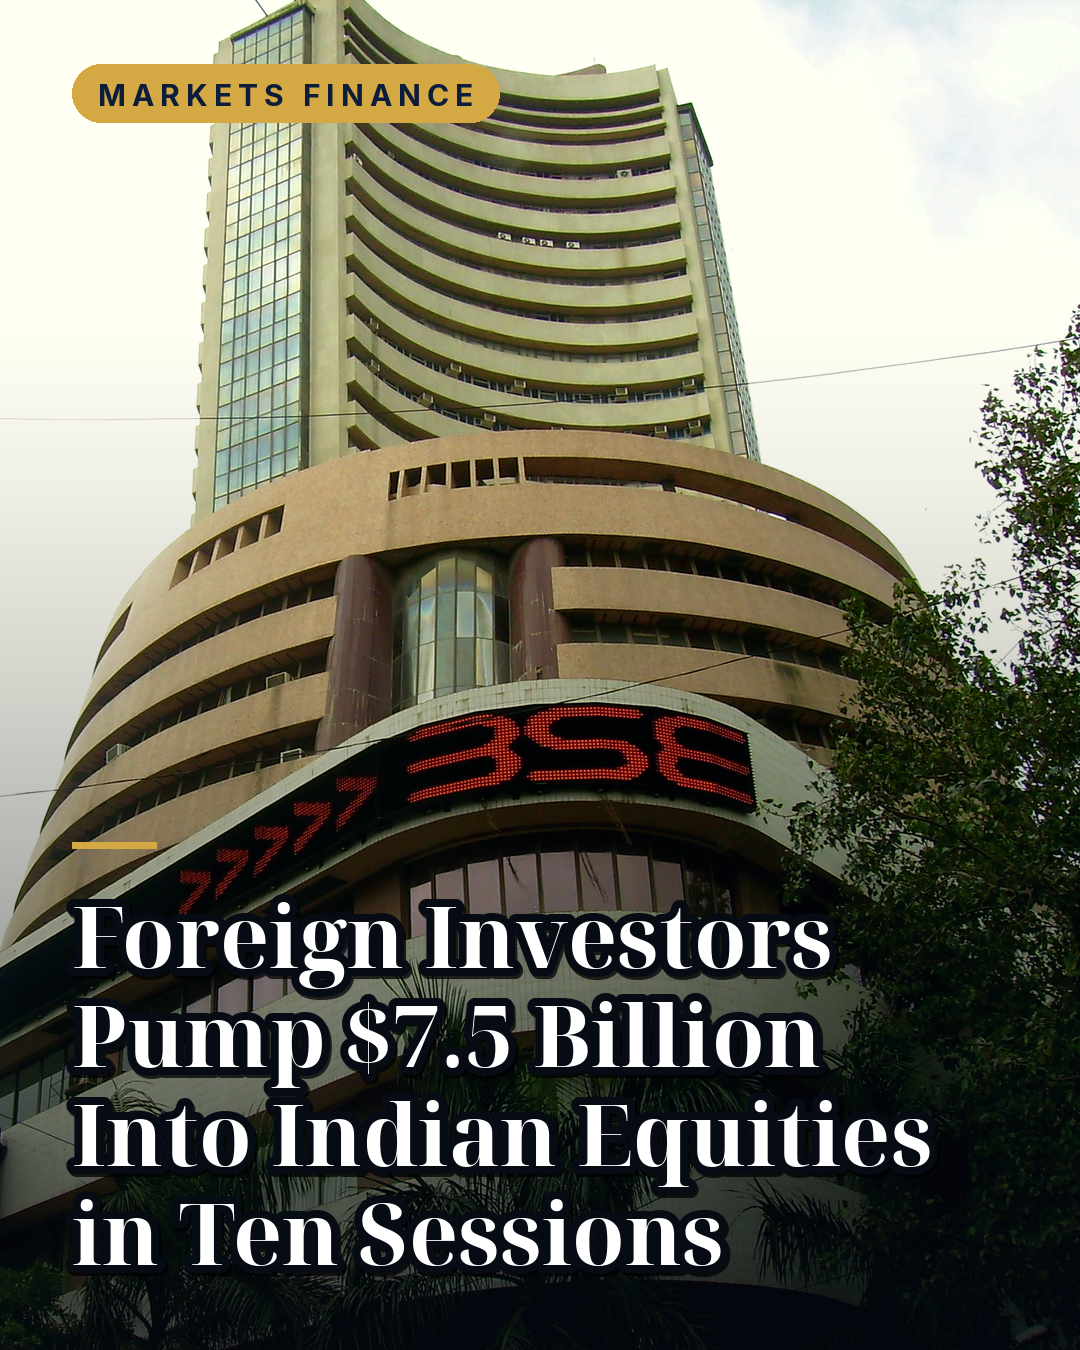 MARKETS FINANCE
BSE
>>>>>
Foreign Investors
Pump $7.5 Billion
Into Indian Equities
in Ten Sessions